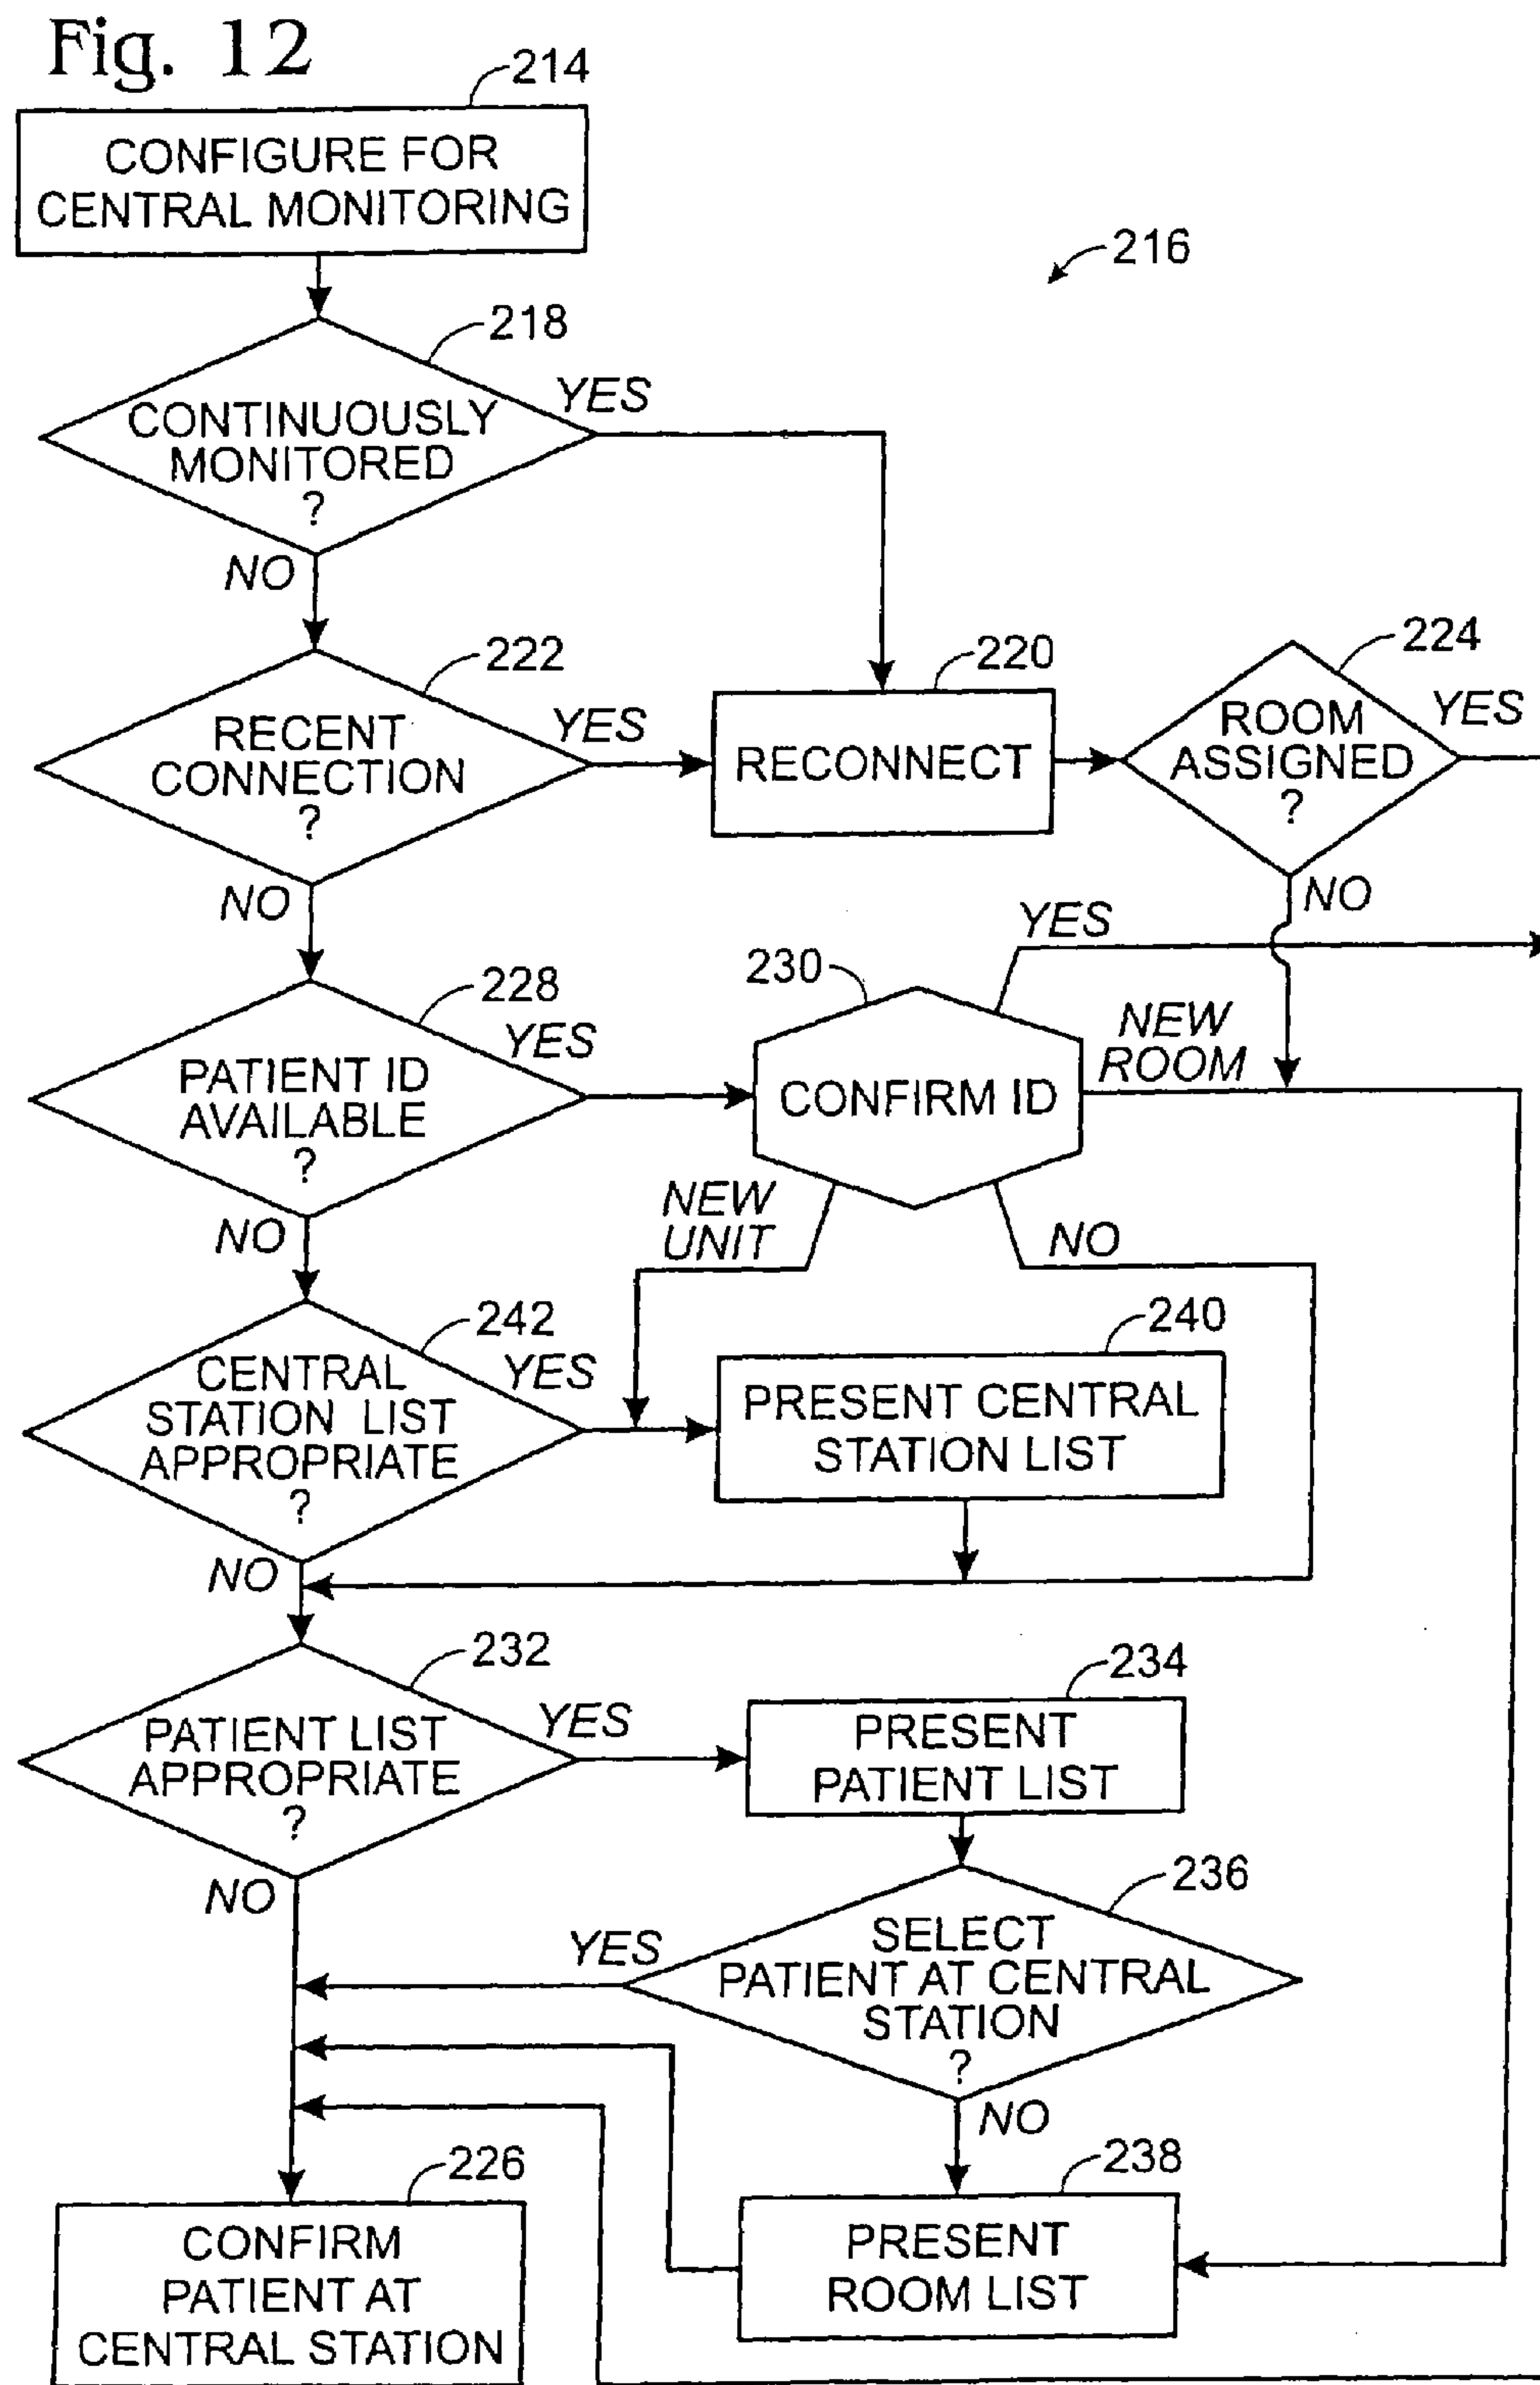 Fig. 12
214
CONFIGURE FOR
CENTRAL MONITORING
216
218
YES
CONTINUOUSLY
MONITORED
?
NO
222
YES
RECENT
CONNECTION
?
NO
220
RECONNECT
224
YES
ROOM
ASSIGNED
?
NO
228
YES
PATIENT ID
AVAILABLE
?
NO
230
YES
CONFIRM ID
NEW
ROOM
NEW
UNIT
NO
242
YES
CENTRAL
STATION LIST
APPROPRIATE
?
NO
240
PRESENT CENTRAL
STATION LIST
232
YES
PATIENT LIST
APPROPRIATE
?
NO
234
PRESENT
PATIENT LIST
236
YES
SELECT
PATIENT AT CENTRAL
STATION
?
NO
226
CONFIRM
PATIENT AT
CENTRAL STATION
238
PRESENT
ROOM LIST